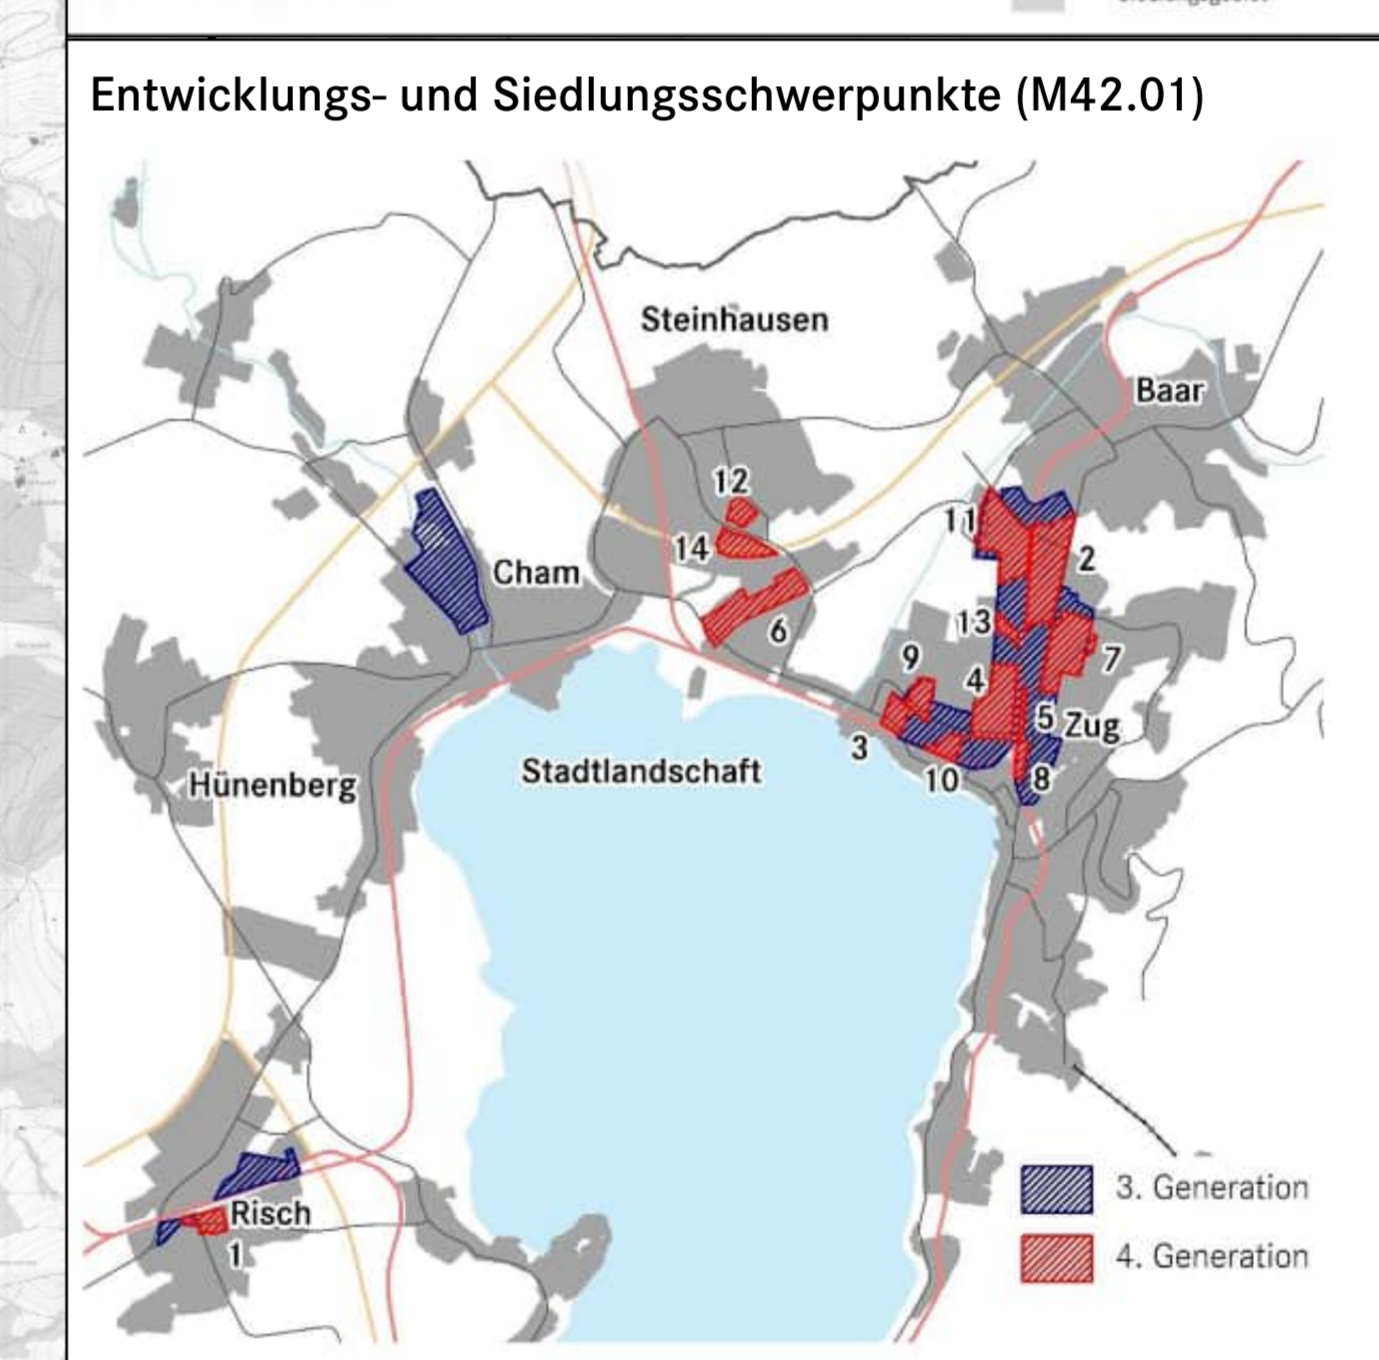 Entwicklungs- und Siedlungsschwerpunkte (M42.01)
Steinhausen
Baar
12
11
14
2
Cham
13
6
9
7
4
5 Zug
3
Hünenberg
Stadtlandschaft
10
8
3. Generation
Risch
1
4. Generation